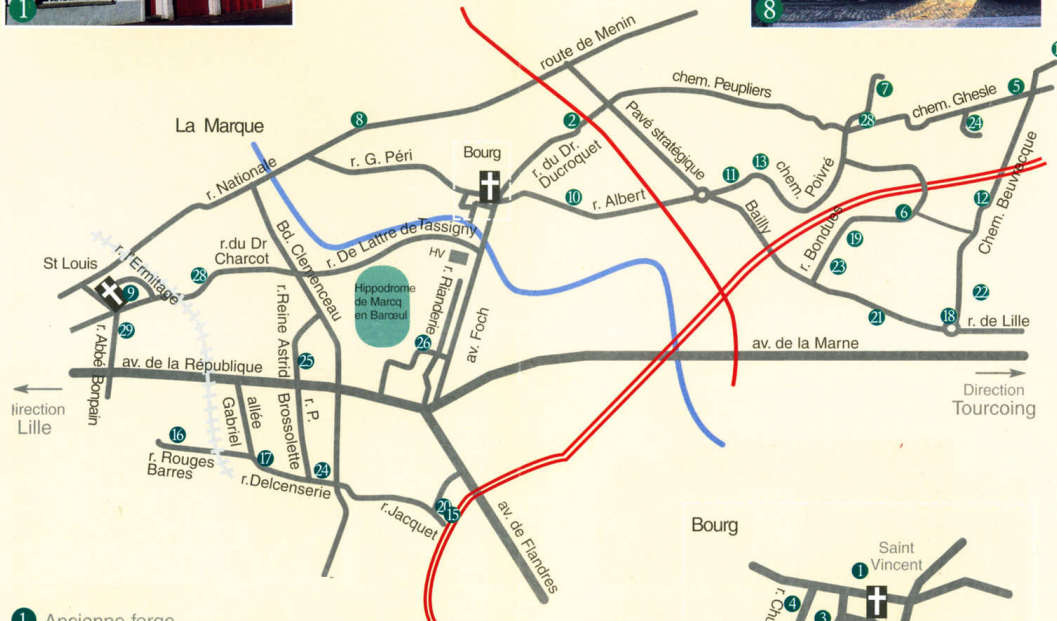 1
8
route de Menin
chem. Peupliers
7
5
chem. Ghesle
28
24
La Marque
8
2
Pavé stratégique
Bourg
r. G. Péri
r. du Dr.
Ducroquet
11
13
chem.
Poivré
r. Nationale
10
r. Albert
Bailly
12
Chem. Beuvracque
6
r. Bondues
19
23
r. De Lattre de Tassigny
Bd. Clemenceau
r.du Dr
Charcot
HV
r. Rianderie
St Louis
r. l'Ermitage
28
9
29
r. Abbé Bonpain
r.Reine Astrid
Hippodrome
de Marcq
en Barœul
26
av. Foch
22
21
18
r. de Lille
av. de la Marne
av. de la République
25
Direction
Tourcoing
Lille
Gabriel
allée
Brossolette
r. P.
16
r. Rouges
Barres
17
24
r.Delcenserie
20
15
r.Jacquet
av. de Flandres
Bourg
Saint
Vincent
1
4
3
1 Ancienne forge